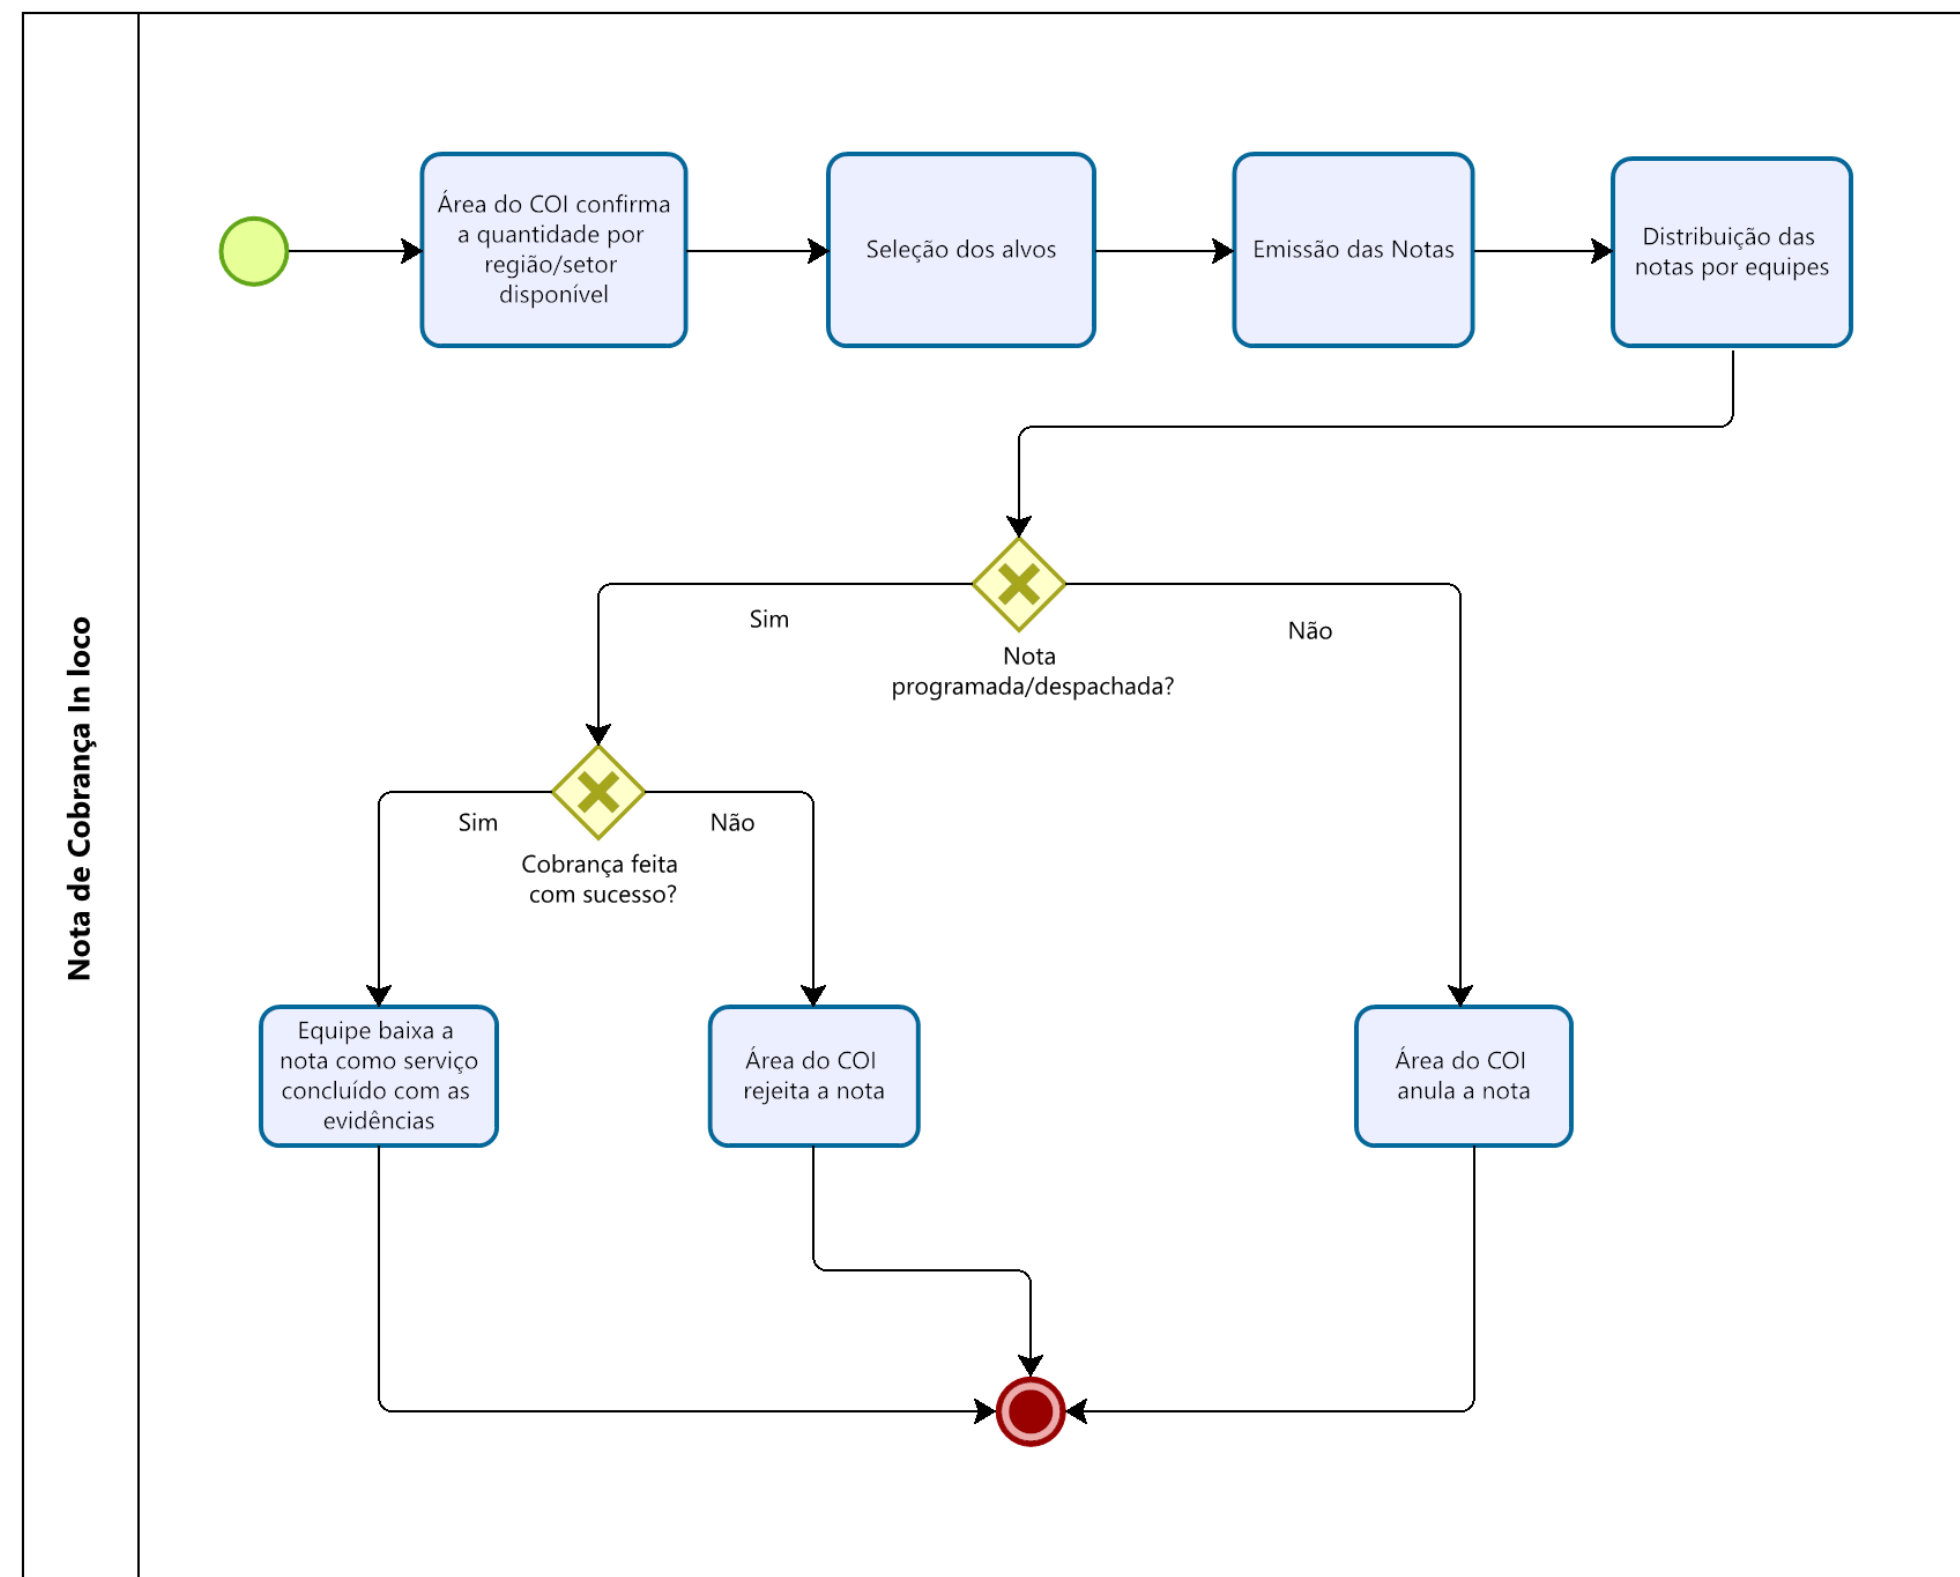 Nota de Cobrança In loco
Área do COI confirma
a quantidade por
região/setor
disponível
Seleção dos alvos
Emissão das Notas
Distribuição das
notas por equipes
Sim
Não
Nota
programada/despachada?
Sim
Não
Cobrança feita
com sucesso?
Equipe baixa a
nota como serviço
concluído com as
evidências
Área do COI
rejeita a nota
Área do COI
anula a nota